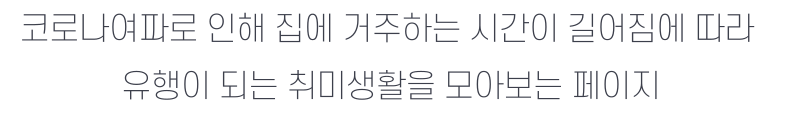 코로나여파로 인해 집에 거주하는 시간이 길어짐에 따라
유행이 되는 취미생활을 모아보는 페이지